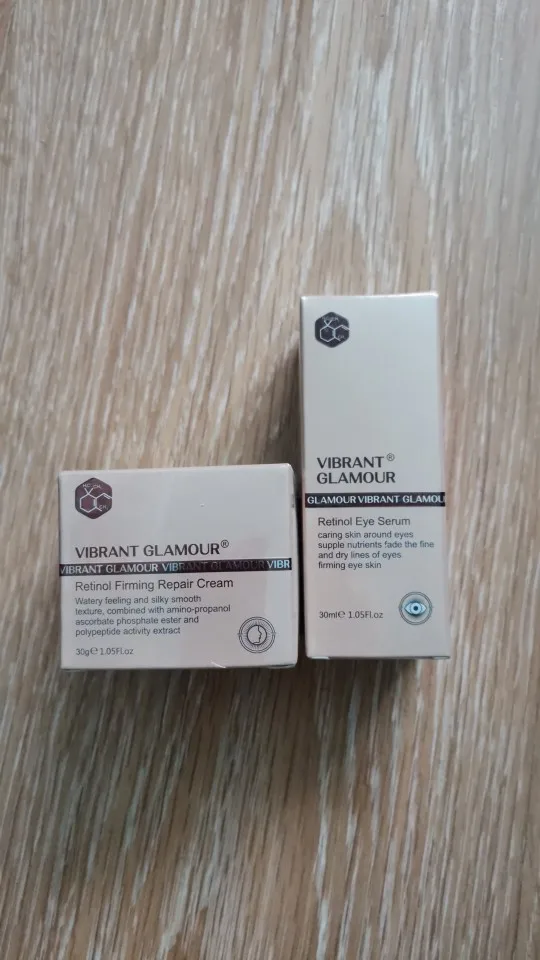 VIBRANT GLAMOUR®
VIBRANT GLAMOUR VIBRANT GLAMOUR VIBR
Retinol Firming Repair Cream
Watery feeling and silky smooth
texture, combined with amino-propanol
ascorbate phosphate ester and
polypeptide activity extract
30g℮ 1.05Fl.oz
VIBRANT®
GLAMOUR
GLAMOUR VIBRANT GLAMOU
Retinol Eye Serum
caring skin around eyes
supple nutrients fade the fine
and dry lines of eyes
firming eye skin
30ml℮ 1.05Fl.oz